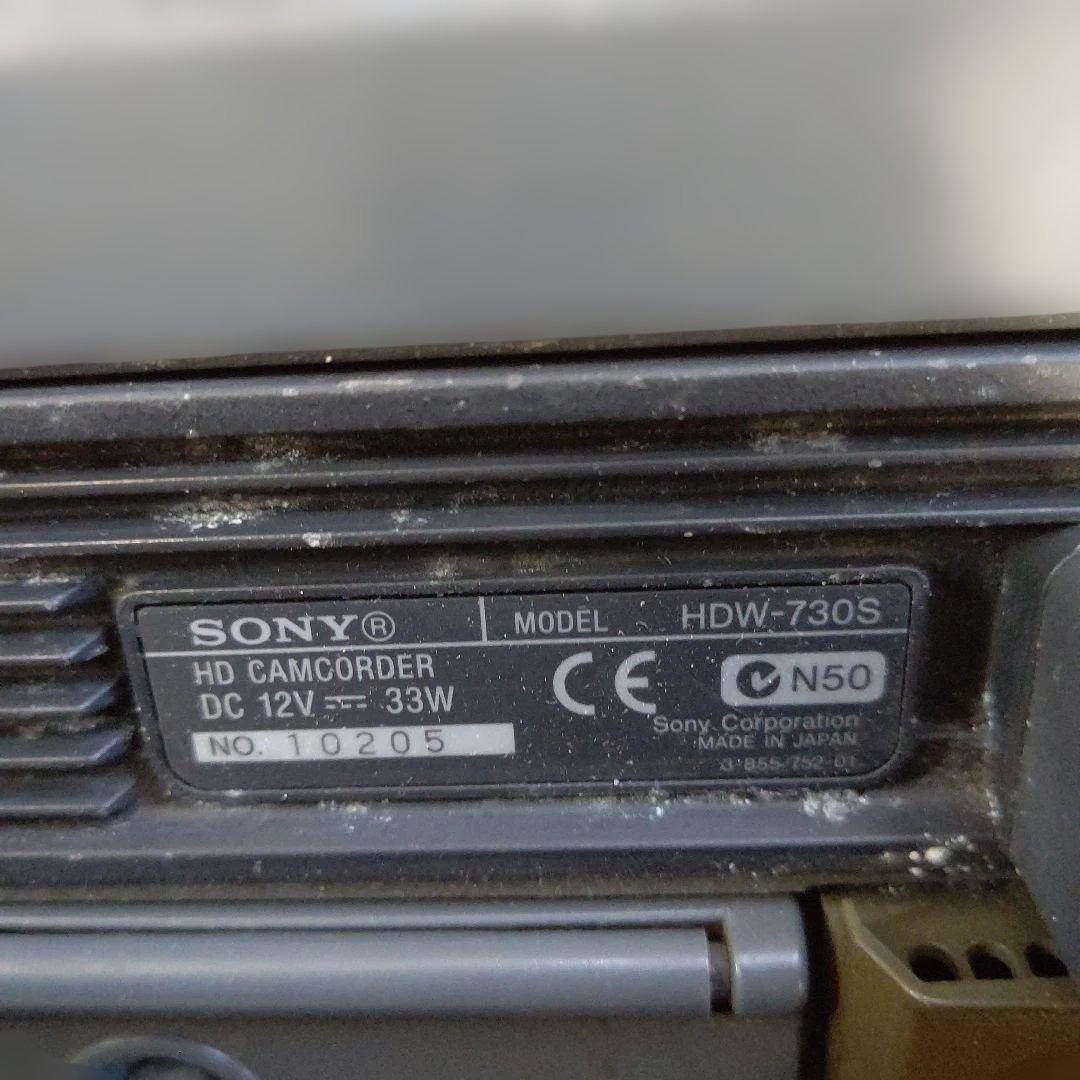 SONY® MODEL HDW-730S
HD CAMCORDER
DC 12V ⎓ 33W
CE N50
NO. 10205
Sony Corporation
MADE IN JAPAN
3-855-752-01